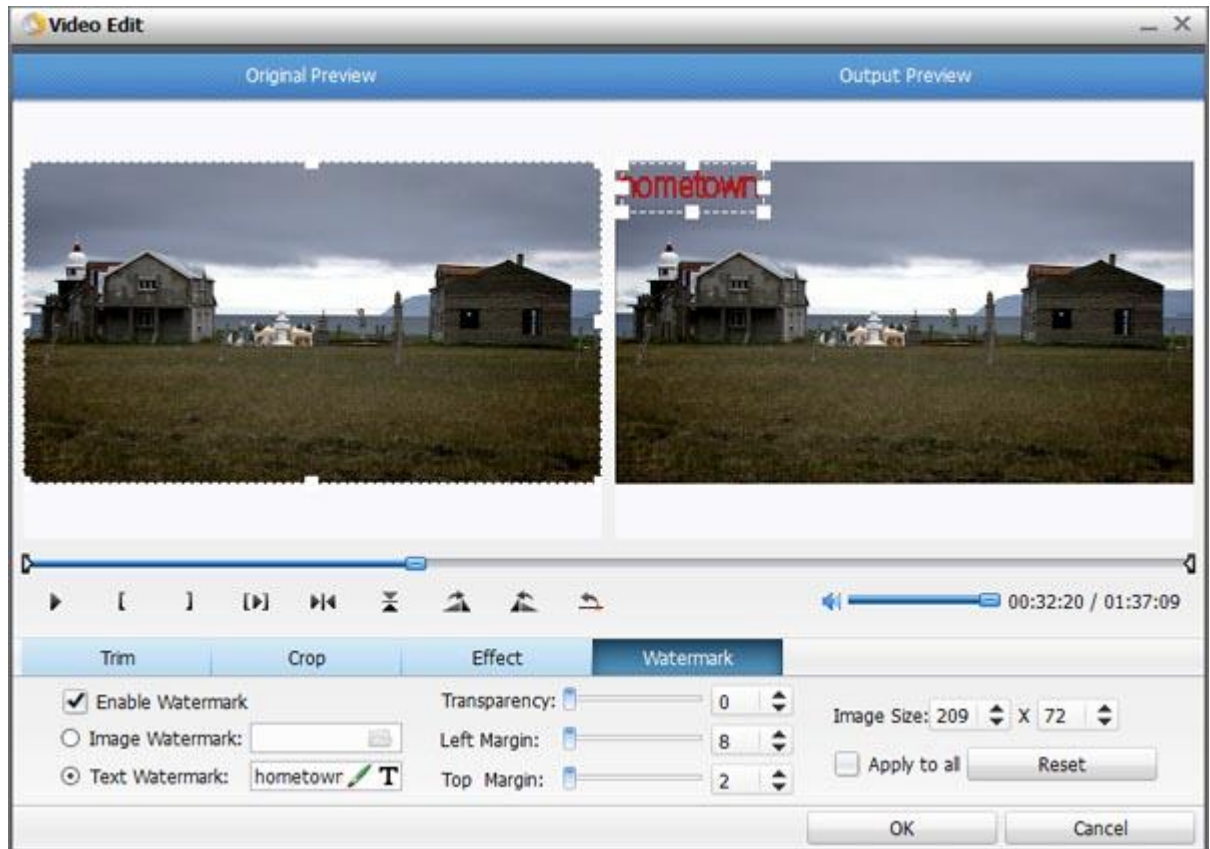 Video Edit
Original Preview Output Preview
hometown
00:32:20 / 01:37:09
Trim Crop Effect Watermark
Enable Watermark Transparency: 0
Image Size: 209 X 72
Image Watermark: Left Margin: 8
Apply to all Reset
Text Watermark: hometowr T Top Margin: 2
OK Cancel